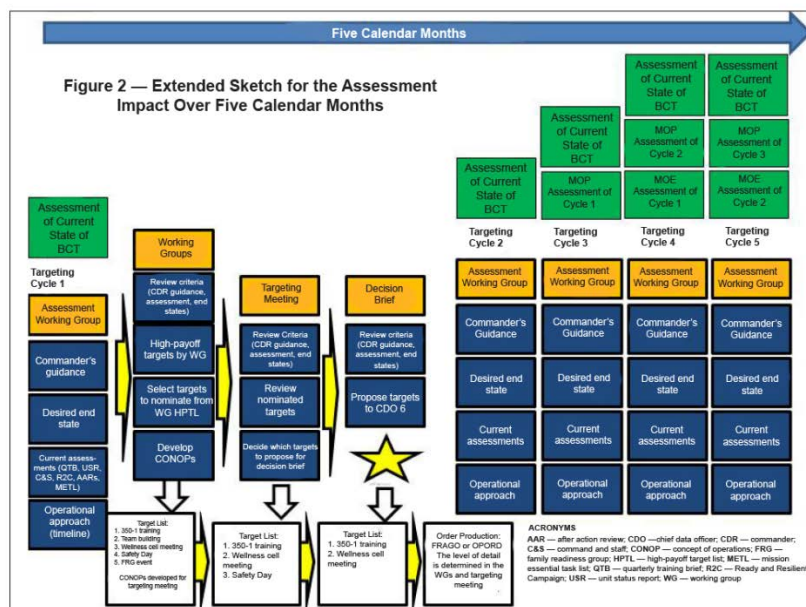 Five Calendar Months
Figure 2 — Extended Sketch for the Assessment
Impact Over Five Calendar Months
Assessment
of Current
State of
BCT
Targeting
Cycle 1
Assessment
Working Group
Commander's
guidance
Desired end
state
Current assess-
ments (QTB, USR,
C&S, R2C, AARs,
METL)
Operational
approach
(timeline)
Working
Groups
Review criteria
(CDR guidance,
assessment, end
states)
High-payoff
targets by WG
Select targets
to nominate from
WG HPTL
Develop
CONOPs
Targeting
Meeting
Review Criteria
(CDR guidance,
assessment, end
states)
Review
nominated
targets
Decide which targets
to propose for
decision brief
Decision
Brief
Review criteria
(CDR guidance,
assessment, end
states)
Propose targets
to CDO 6
Target List:
1. 350-1 training
2. Team building
3. Wellness cell meeting
4. Safety Day
5. FRG event
CONOPs developed for
targeting meeting
Target List:
1. 350-1 training
2. Wellness cell
meeting
3. Safety Day
Target List:
1. 350-1 training
2. Wellness cell
meeting
Order Production:
FRAGO or OPORD
The level of detail
is determined in the
WGs and targeting
meeting
Assessment
of Current
State of
BCT
Targeting
Cycle 2
Assessment
Working Group
Commander's
Guidance
Desired end
state
Current
assessments
Operational
approach
Assessment
of Current
State of
BCT
MOP
Assessment of
Cycle 1
Targeting
Cycle 3
Assessment
Working Group
Commander's
Guidance
Desired end
state
Current
assessments
Operational
approach
Assessment
of Current
State of
BCT
MOP
Assessment of
Cycle 2
MOE
Assessment of
Cycle 1
Targeting
Cycle 4
Assessment
Working Group
Commander's
Guidance
Desired end
state
Current
assessments
Operational
approach
Assessment
of Current
State of
BCT
MOP
Assessment of
Cycle 3
MOE
Assessment of
Cycle 2
Targeting
Cycle 5
Assessment
Working Group
Commander's
Guidance
Desired end
state
Current
assessments
Operational
approach
ACRONYMS
AAR — after action review; CDO —chief data officer; CDR — commander;
C&S — command and staff; CONOP — concept of operations; FRG —
family readiness group; HPTL — high-payoff target list; METL — mission
essential task list; QTB — quarterly training brief; R2C — Ready and Resilient
Campaign; USR — unit status report; WG — working group